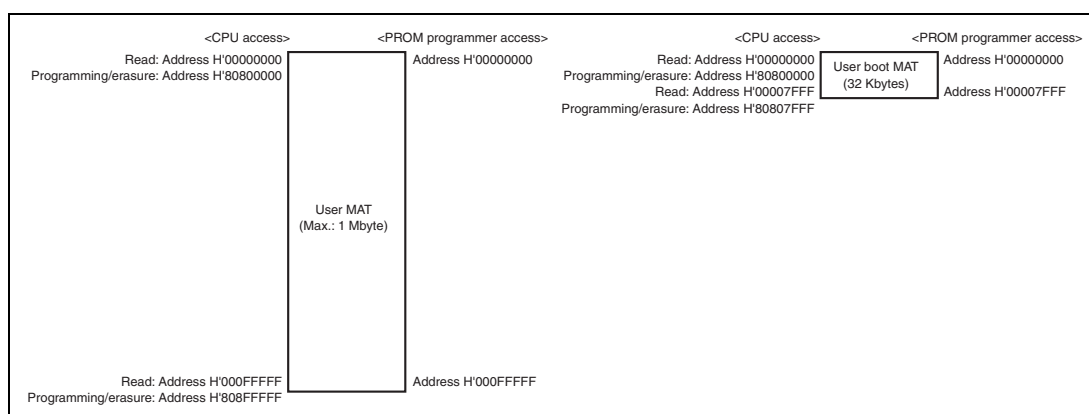 <CPU access>
<PROM programmer access>
Read: Address H'00000000
Programming/erasure: Address H'80800000
Address H'00000000
User MAT
(Max.: 1 Mbyte)
Read: Address H'000FFFFF
Programming/erasure: Address H'808FFFFF
Address H'000FFFFF
<CPU access>
<PROM programmer access>
Read: Address H'00000000
Programming/erasure: Address H'80800000
Read: Address H'00007FFF
Programming/erasure: Address H'80807FFF
User boot MAT
(32 Kbytes)
Address H'00000000
Address H'00007FFF